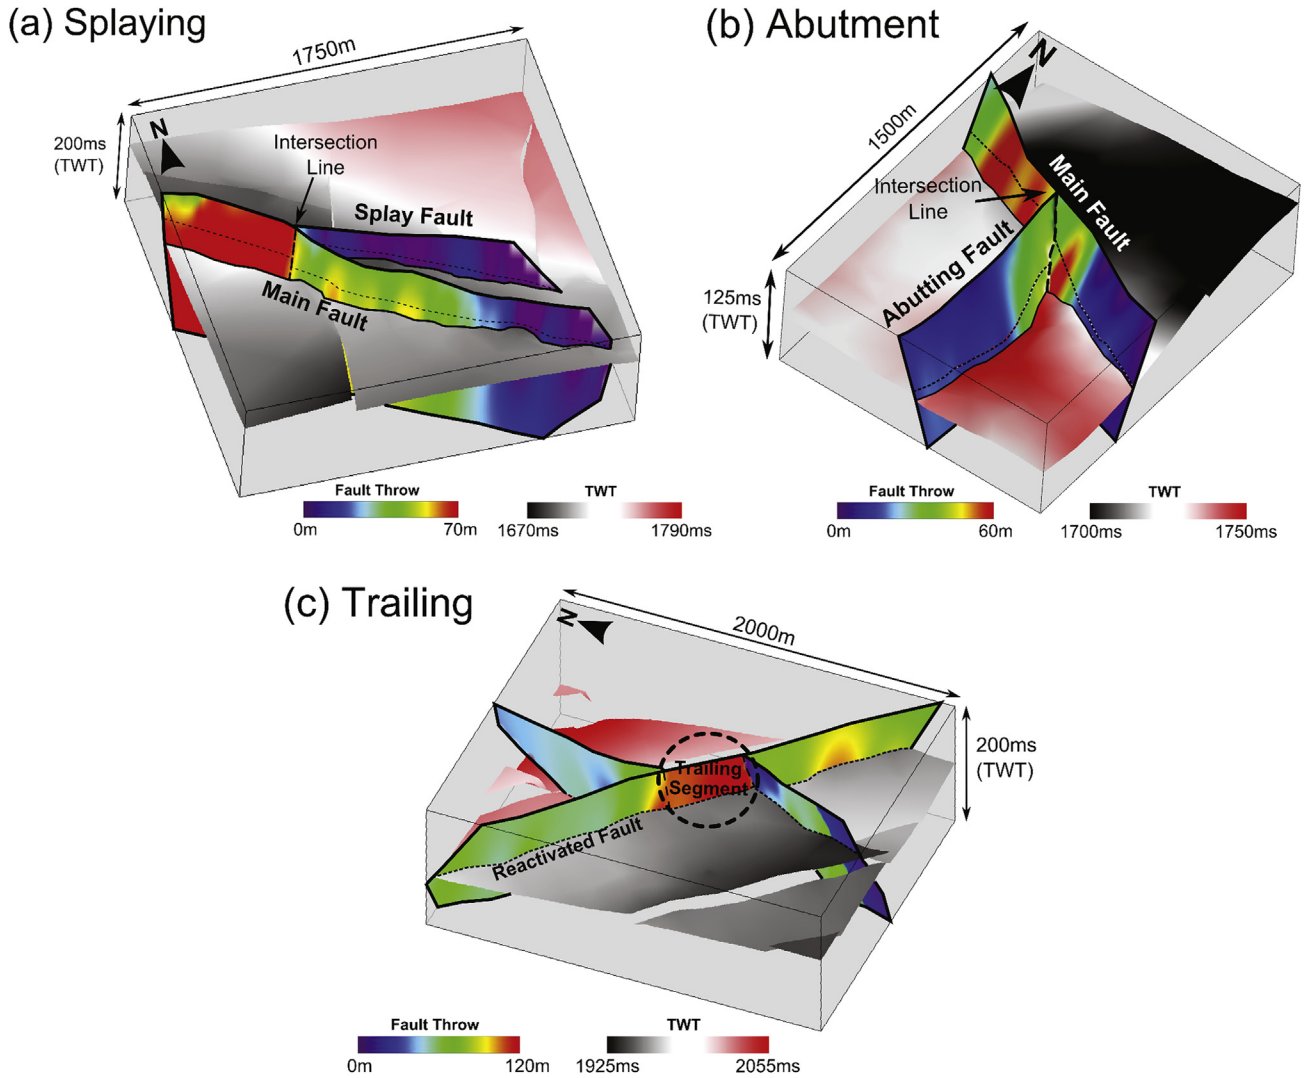 (a) Splaying
1750m
200ms
(TWT)
N
Intersection
Line
Splay Fault
Main Fault
Fault Throw
0m
70m
TWT
1670ms
1790ms
(b) Abutment
1500m
N
125ms
(TWT)
Intersection
Line
Main Fault
Abutting Fault
Fault Throw
0m
60m
TWT
1700ms
1750ms
(c) Trailing
N
2000m
200ms
(TWT)
Trailing
Segment
Reactivated Fault
Fault Throw
0m
120m
TWT
1925ms
2055ms